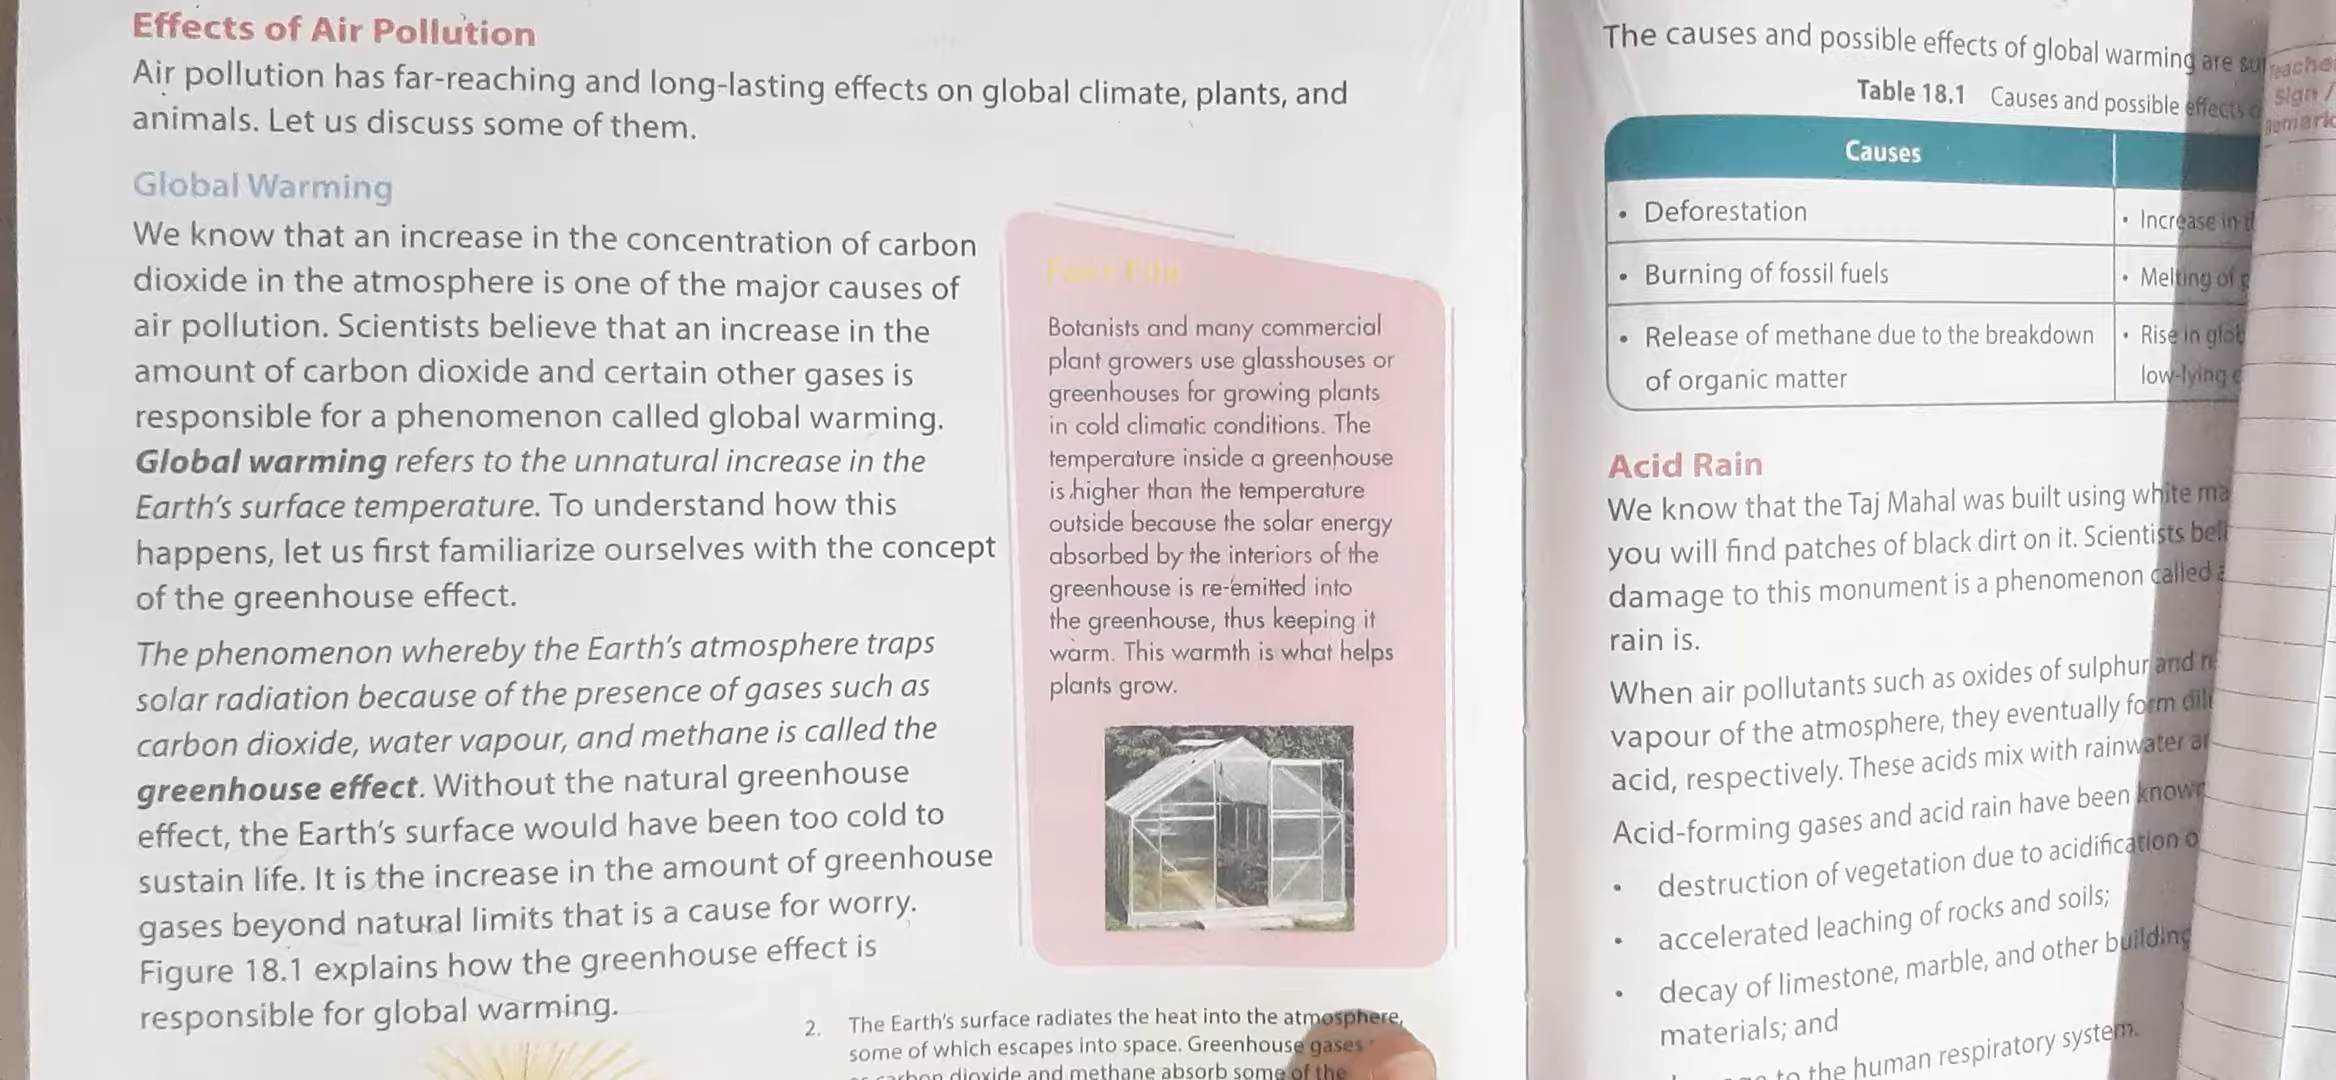 Effects of Air Pollution
Air pollution has far-reaching and long-lasting effects on global climate, plants, and
animals. Let us discuss some of them.
Global Warming
We know that an increase in the concentration of carbon
dioxide in the atmosphere is one of the major causes of
air pollution. Scientists believe that an increase in the
amount of carbon dioxide and certain other gases is
responsible for a phenomenon called global warming.
Global warming refers to the unnatural increase in the
Earth's surface temperature. To understand how this
happens, let us first familiarize ourselves with the concept
of the greenhouse effect.
The phenomenon whereby the Earth's atmosphere traps
solar radiation because of the presence of gases such as
carbon dioxide, water vapour, and methane is called the
greenhouse effect. Without the natural greenhouse
effect, the Earth's surface would have been too cold to
sustain life. It is the increase in the amount of greenhouse
gases beyond natural limits that is a cause for worry.
Figure 18.1 explains how the greenhouse effect is
responsible for global warming.
Fact File
Botanists and many commercial
plant growers use glasshouses or
greenhouses for growing plants
in cold climatic conditions. The
temperature inside a greenhouse
is higher than the temperature
outside because the solar energy
absorbed by the interiors of the
greenhouse is re-emitted into
the greenhouse, thus keeping it
warm. This warmth is what helps
plants grow.
2. The Earth's surface radiates the heat into the atmosphere,
some of which escapes into space. Greenhouse gases
carbon dioxide and methane absorb some of the
The causes and possible effects of global warming are
Table 18.1 Causes and possible effects
Causes
• Deforestation
• Increase in
• Burning of fossil fuels
• Melting of
• Release of methane due to the breakdown
of organic matter
• Rise in
low-lying
Acid Rain
We know that the Taj Mahal was built using white
you will find patches of black dirt on it. Scientists
damage to this monument is a phenomenon called
rain is.
When air pollutants such as oxides of sulphur and
vapour of the atmosphere, they eventually form
acid, respectively. These acids mix with rainwater
Acid-forming gases and acid rain have been
• destruction of vegetation due to acidification
• accelerated leaching of rocks and soils;
• decay of limestone, marble, and other building
materials; and
to the human respiratory system.
Sign /